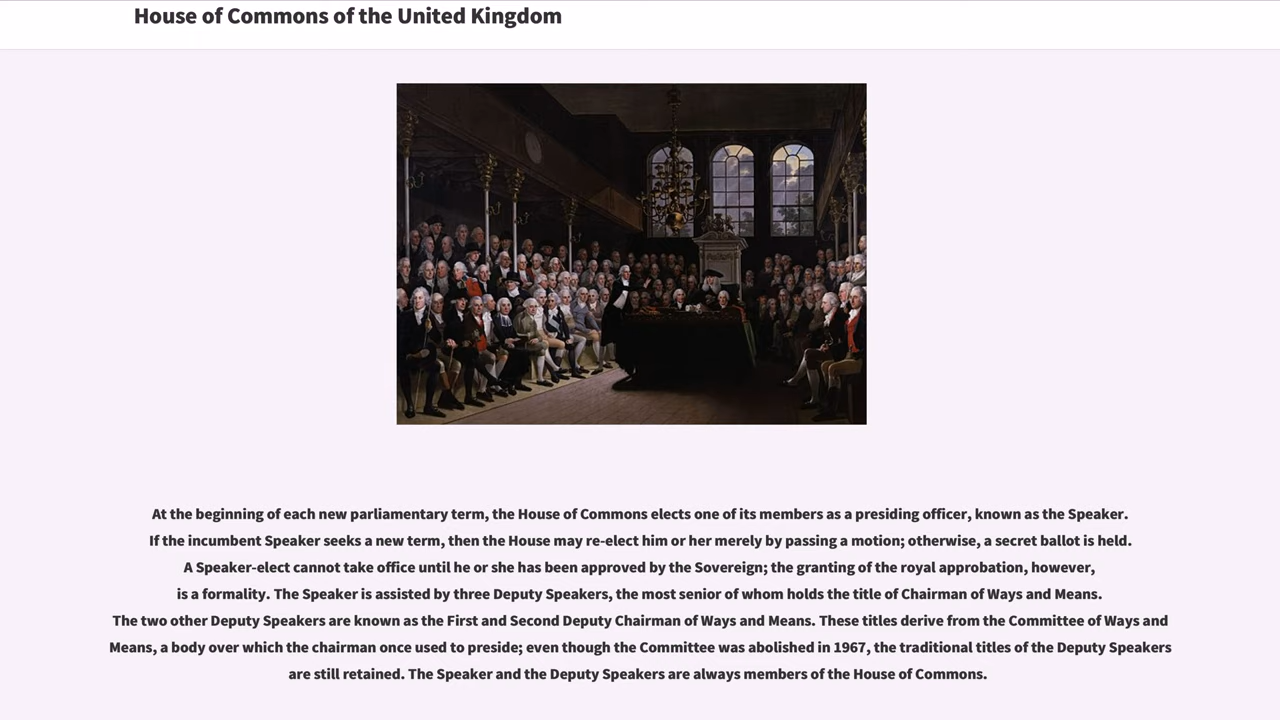 House of Commons of the United Kingdom
At the beginning of each new parliamentary term, the House of Commons elects one of its members as a presiding officer, known as the Speaker.
If the incumbent Speaker seeks a new term, then the House may re-elect him or her merely by passing a motion; otherwise, a secret ballot is held.
A Speaker-elect cannot take office until he or she has been approved by the Sovereign; the granting of the royal approbation, however,
is a formality. The Speaker is assisted by three Deputy Speakers, the most senior of whom holds the title of Chairman of Ways and Means.
The two other Deputy Speakers are known as the First and Second Deputy Chairman of Ways and Means. These titles derive from the Committee of Ways and
Means, a body over which the chairman once used to preside; even though the Committee was abolished in 1967, the traditional titles of the Deputy Speakers
are still retained. The Speaker and the Deputy Speakers are always members of the House of Commons.